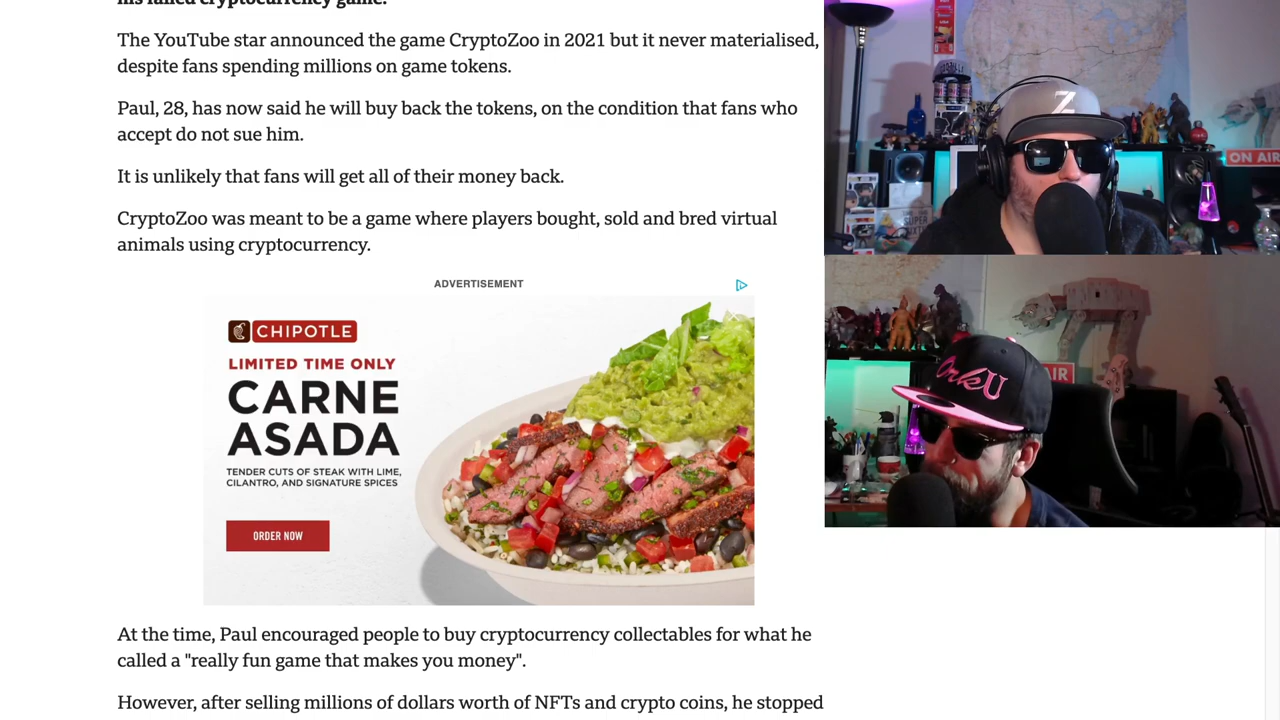 his failed cryptocurrency game.
The YouTube star announced the game CryptoZoo in 2021 but it never materialised,
despite fans spending millions on game tokens.
Paul, 28, has now said he will buy back the tokens, on the condition that fans who
accept do not sue him.
It is unlikely that fans will get all of their money back.
CryptoZoo was meant to be a game where players bought, sold and bred virtual
animals using cryptocurrency.
ADVERTISEMENT
CHIPOTLE
LIMITED TIME ONLY
CARNE
ASADA
TENDER CUTS OF STEAK WITH LIME,
CILANTRO, AND SIGNATURE SPICES
ORDER NOW
At the time, Paul encouraged people to buy cryptocurrency collectables for what he
called a "really fun game that makes you money".
However, after selling millions of dollars worth of NFTs and crypto coins, he stopped
Z
ON AIR
OrkU
AIR